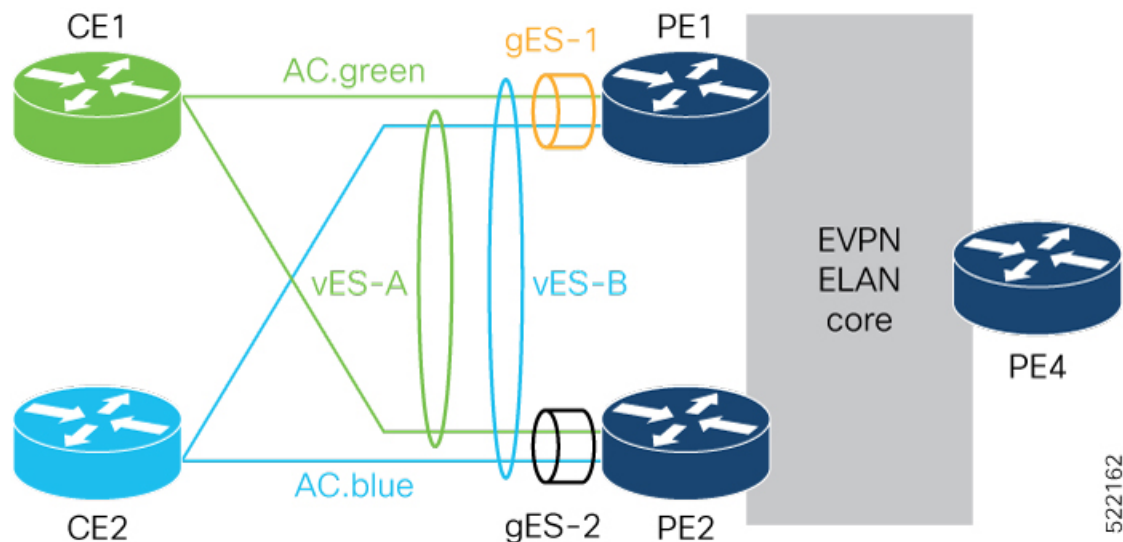 CE1
PE1
gES-1
AC.green
vES-A
vES-B
EVPN
ELAN
core
PE4
AC.blue
CE2
gES-2
PE2
522162